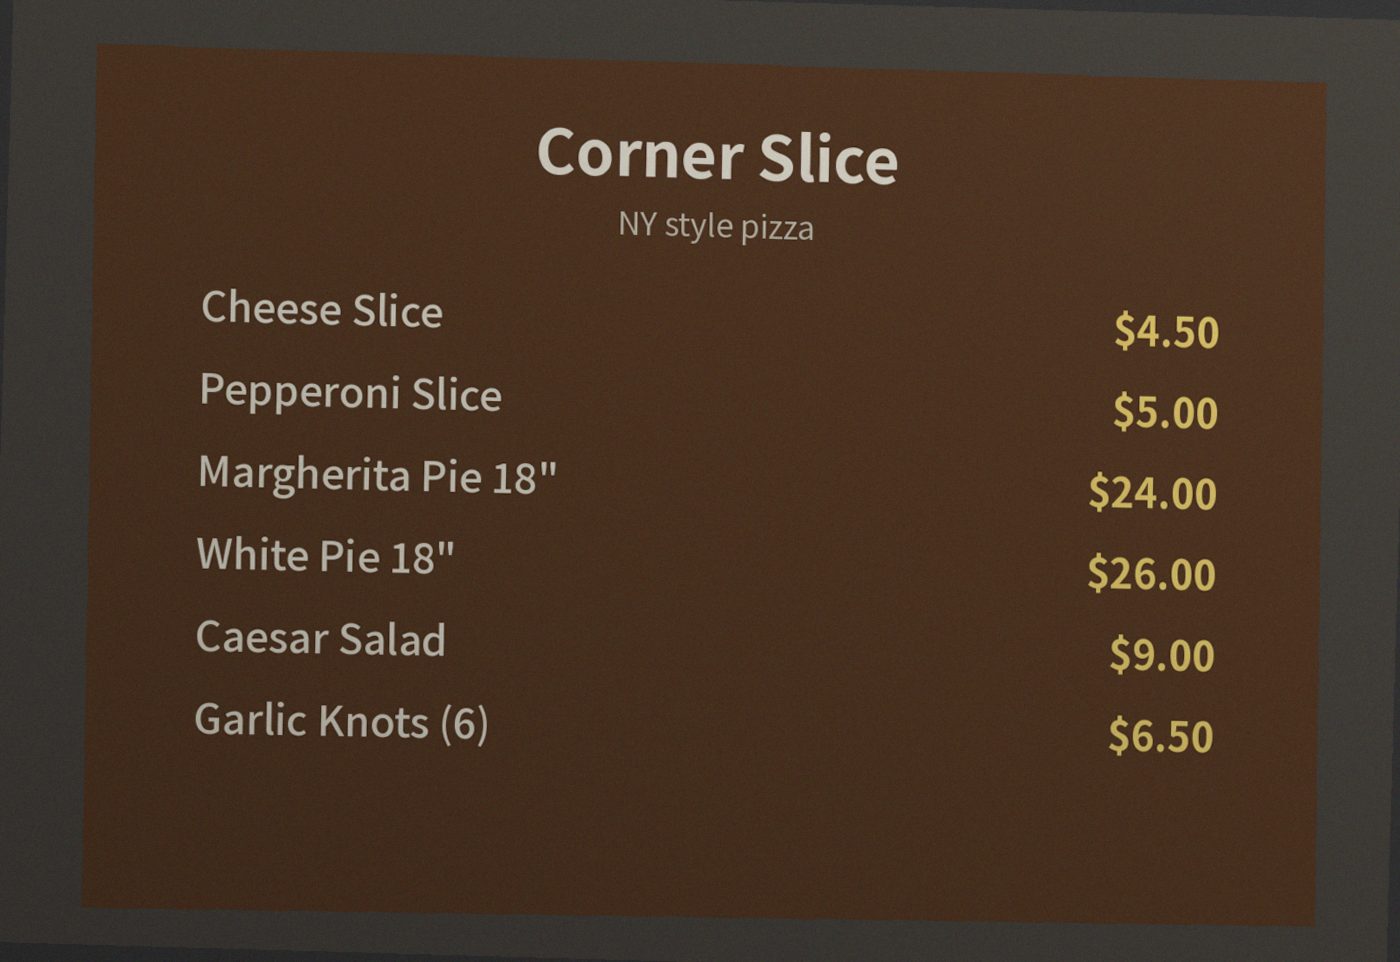 Corner Slice
NY style pizza
Cheese Slice $4.50
Pepperoni Slice $5.00
Margherita Pie 18" $24.00
White Pie 18" $26.00
Caesar Salad $9.00
Garlic Knots (6) $6.50